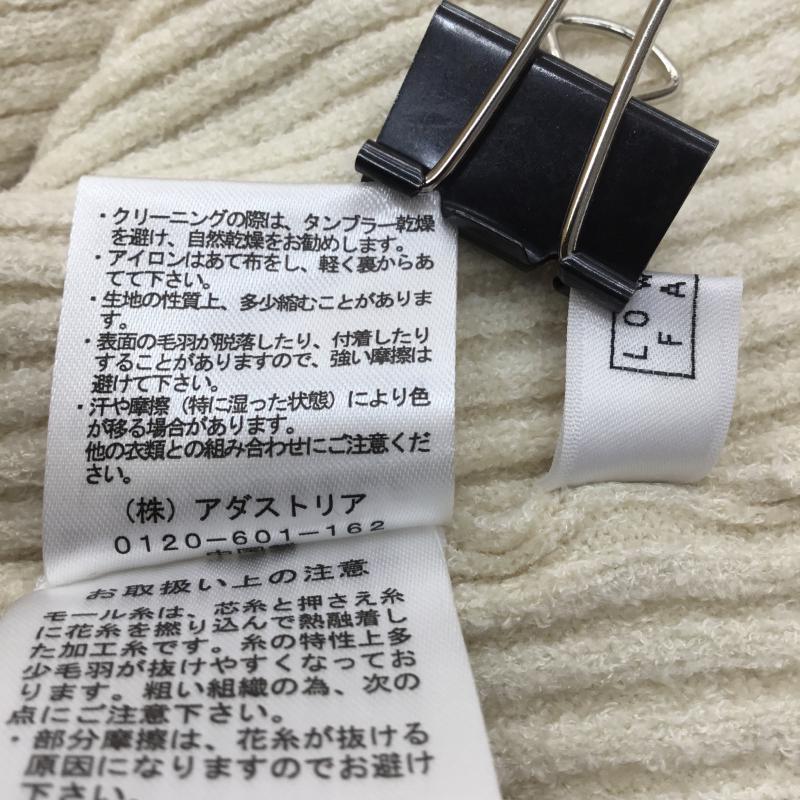 ・クリーニングの際は、タンブラー乾燥
を避け、自然乾燥をお勧めします。
・アイロンはあて布をし、軽く裏からあ
てて下さい。
・生地の性質上、多少縮むことがありま
す。
・表面の毛羽が脱落したり、付着したり
することがありますので、強い摩擦は
避けて下さい。
・汗や摩擦（特に湿った状態）により色
が移る場合があります。
他の衣類との組み合わせにご注意くだ
さい。
（株）アダストリア
0120-601-162
お取扱い上の注意
モール糸は、芯糸と押さえ糸
に花糸を撚り込んで熱融着し
た加工糸です。糸の特性上多
少毛羽が抜けやすくなってお
ります。粗い組織の為、次の
点にご注意下さい。
・部分摩擦は、花糸が抜ける
原因になりますのでお避け
下さい。
LOW
FA